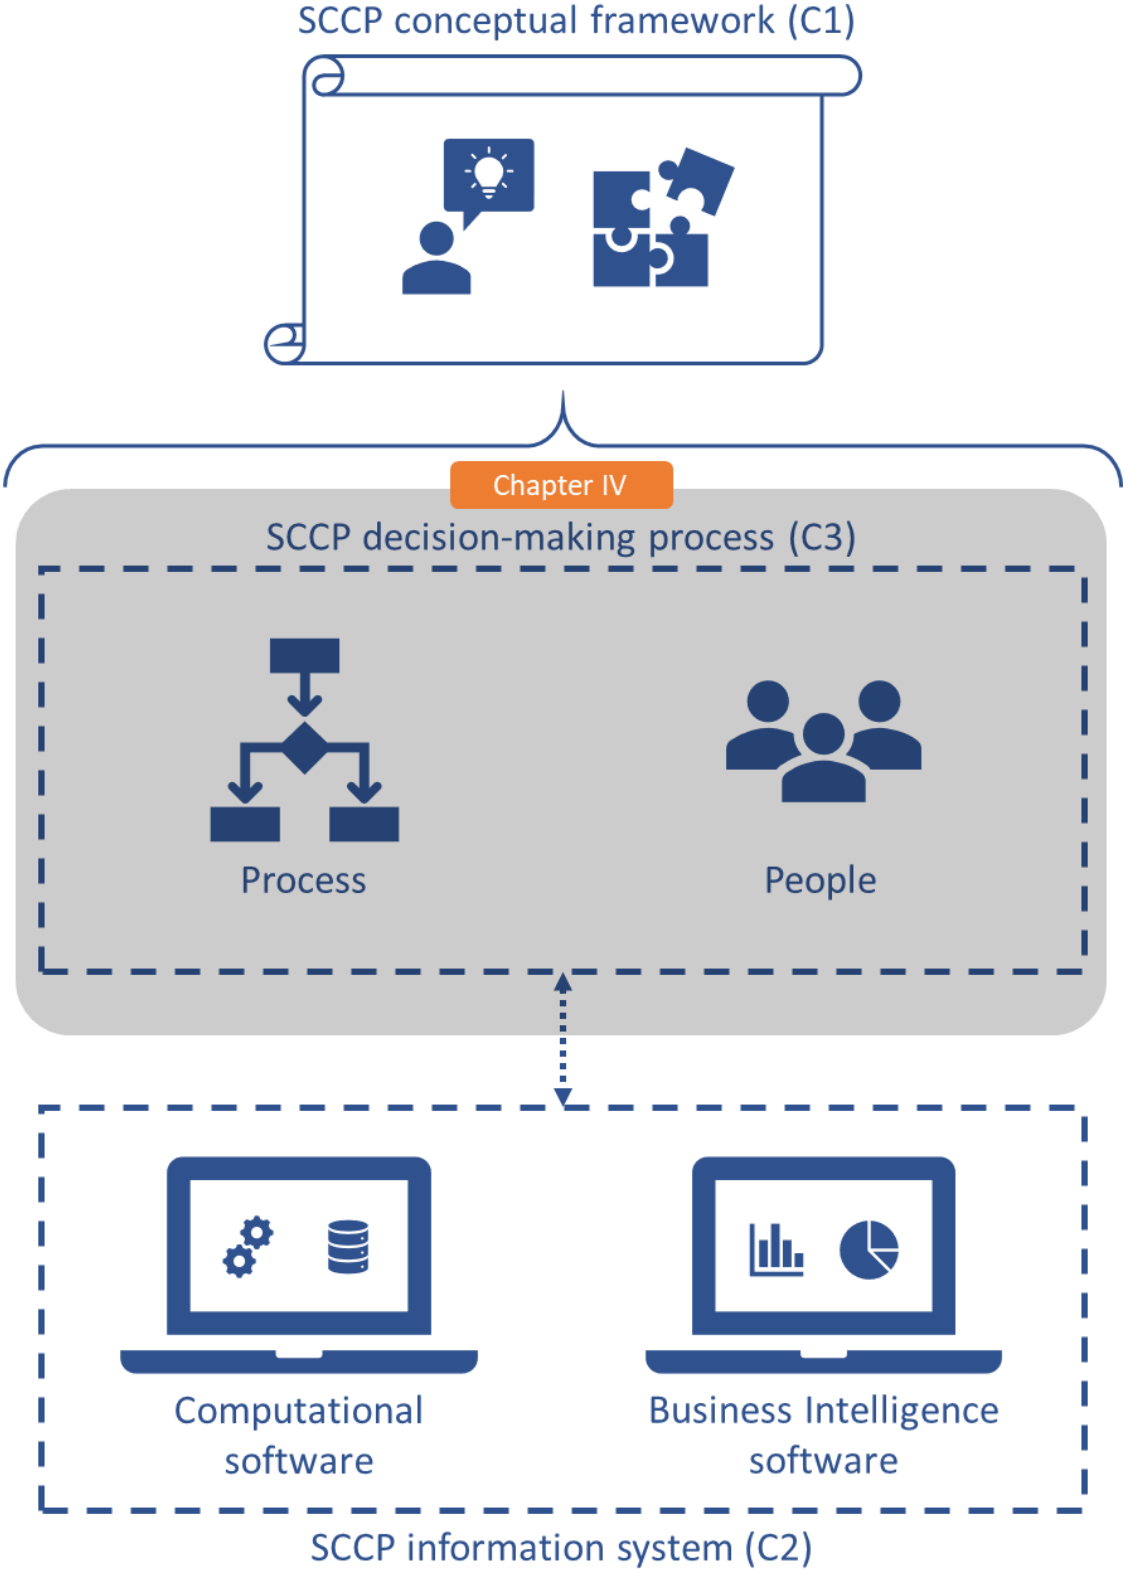 SCCP conceptual framework (C1)
Chapter IV
SCCP decision-making process (C3)
Process
People
Computational
software
Business Intelligence
software
SCCP information system (C2)